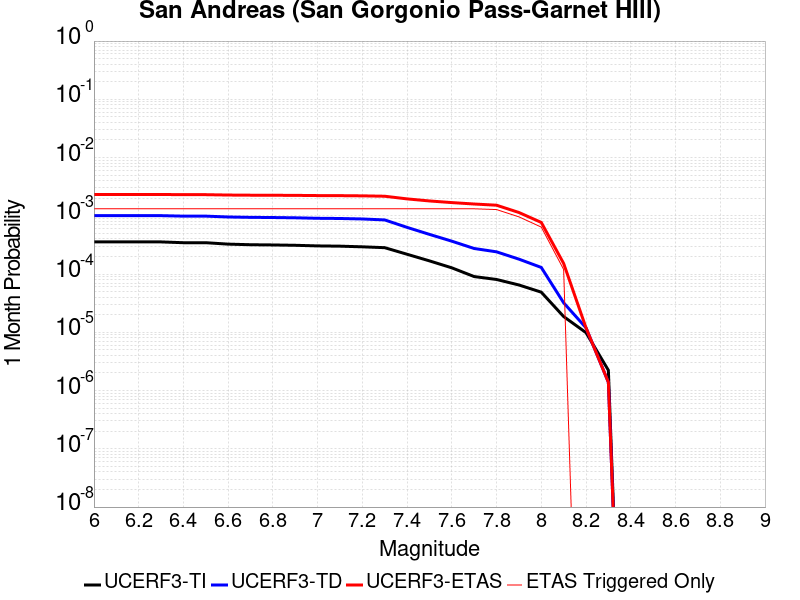 San Andreas (San Gorgonio Pass-Garnet HIll)
10^0
10^-1
10^-2
10^-3
10^-4
10^-5
10^-6
10^-7
10^-8
1 Month Probability
6 6.2 6.4 6.6 6.8 7 7.2 7.4 7.6 7.8 8 8.2 8.4 8.6 8.8 9
Magnitude
UCERF3-TI UCERF3-TD UCERF3-ETAS ETAS Triggered Only